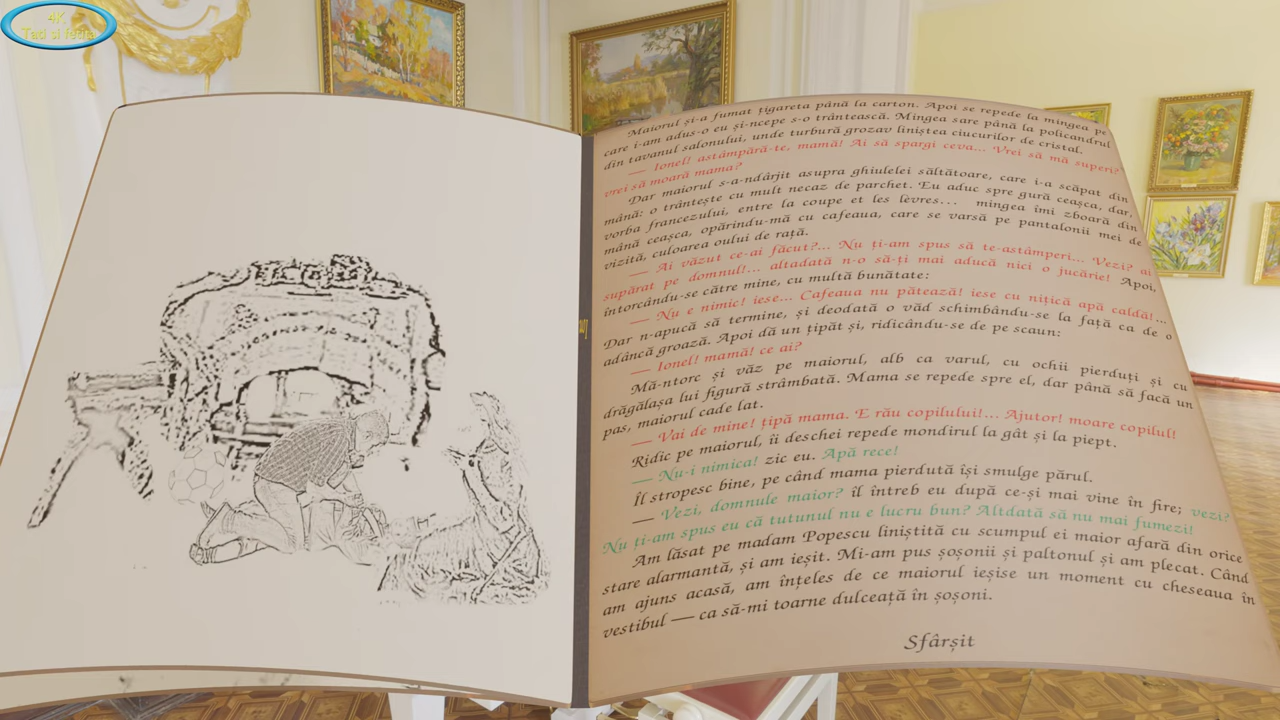 4K
Tati si fetita
Maiorul și-a fumat țigareta până la carton. Apoi se repede la mingea pe
care i-am adus-o eu și-ncepe s-o trântească. Mingea sare până la policandrul
din tavanul salonului, unde turbură grozav liniștea ciucurilor de cristal.
— Ionel! astâmpără-te, mamă! Ai să spargi ceva... Vrei să mă superi?
vrei să moară mama?
Dar maiorul s-a-ndârjit asupra ghiulelei săltătoare, care i-a scăpat din
mână: o trântește cu mult necaz de parchet. Eu aduc spre gură ceașca, dar,
vorba francezului, entre la coupe et les lèvres... mingea îmi zboară din
mână ceașca, opărindu-mă cu cafeaua, care se varsă pe pantalonii mei de
vizită, culoarea oului de rață.
— Ai văzut ce-ai făcut?... Nu ți-am spus să te-astâmperi... Vezi? ai
supărat pe domnul!... altădată n-o să-ți mai aducă nici o jucărie! Apoi,
întorcându-se către mine, cu multă bunătate:
— Nu e nimic! iese... Cafeaua nu pătează! iese cu nițică apă caldă!...
Dar n-apucă să termine, și deodată o văd schimbându-se la față ca de o
adâncă groază. Apoi dă un țipăt și, ridicându-se de pe scaun:
— Ionel! mamă! ce ai?
Mă-ntorc și văz pe maiorul, alb ca varul, cu ochii pierduți și cu
drăgălașa lui figură strâmbată. Mama se repede spre el, dar până să facă un
pas, maiorul cade lat.
— Vai de mine! țipă mama. E rău copilului!... Ajutor! moare copilul!
Ridic pe maiorul, îi deschei repede mondirul la gât și la piept.
— Nu-i nimica! zic eu. Apă rece!
Îl stropesc bine, pe când mama pierdută își smulge părul.
— Vezi, domnule maior? îl întreb eu după ce-și mai vine în fire; vezi?
Nu ți-am spus eu că tutunul nu e lucru bun? Altdată să nu mai fumezi!
Am lăsat pe madam Popescu liniștită cu scumpul ei maior afară din orice
stare alarmantă, și am ieșit. Mi-am pus șoșonii și paltonul și am plecat. Când
am ajuns acasă, am înțeles de ce maiorul ieșise un moment cu cheseaua în
vestibul — ca să-mi toarne dulceață în șoșoni.
Sfârșit